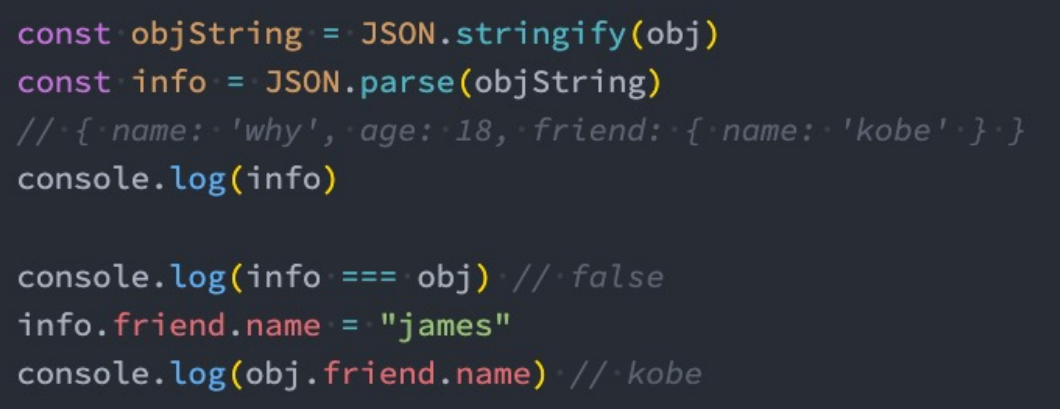 const objString = JSON.stringify(obj)
const info = JSON.parse(objString)
// { name: 'why', age: 18, friend: { name: 'kobe' } }
console.log(info)
console.log(info === obj) // false
info.friend.name = "james"
console.log(obj.friend.name) // kobe